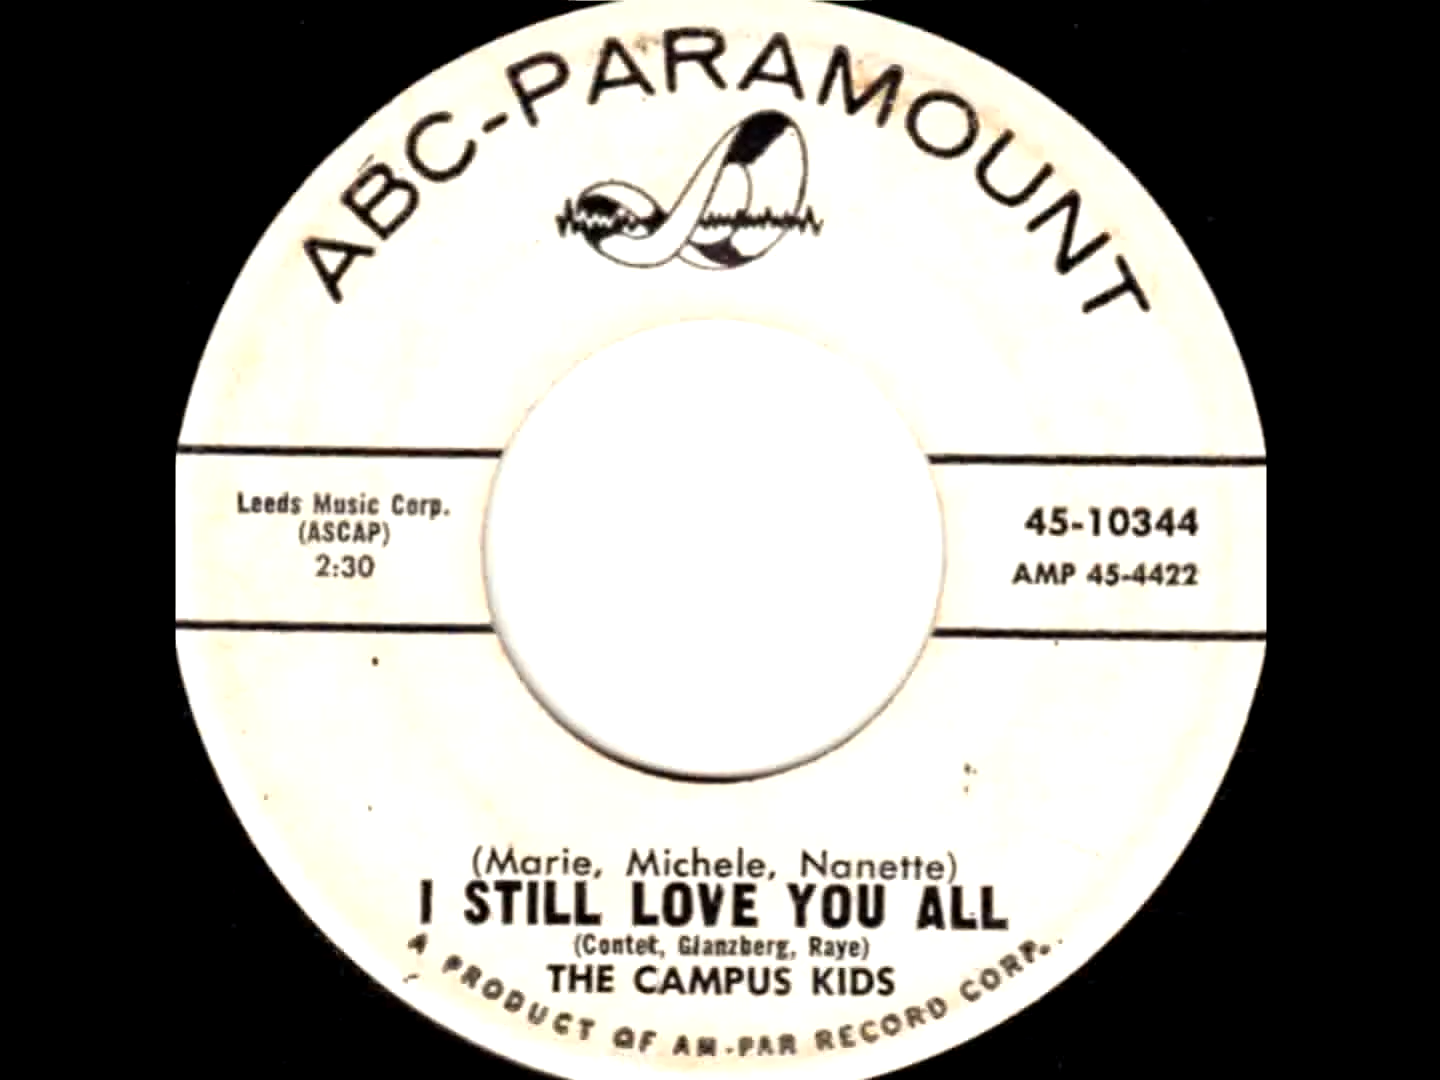 ABC-PARAMOUNT
Leeds Music Corp.
(ASCAP)
2:30
45-10344
AMP 45-4422
(Marie, Michele, Nanette)
I STILL LOVE YOU ALL
(Contet, Glanzberg, Raye)
THE CAMPUS KIDS
A PRODUCT OF AM-PAR RECORD CORP.